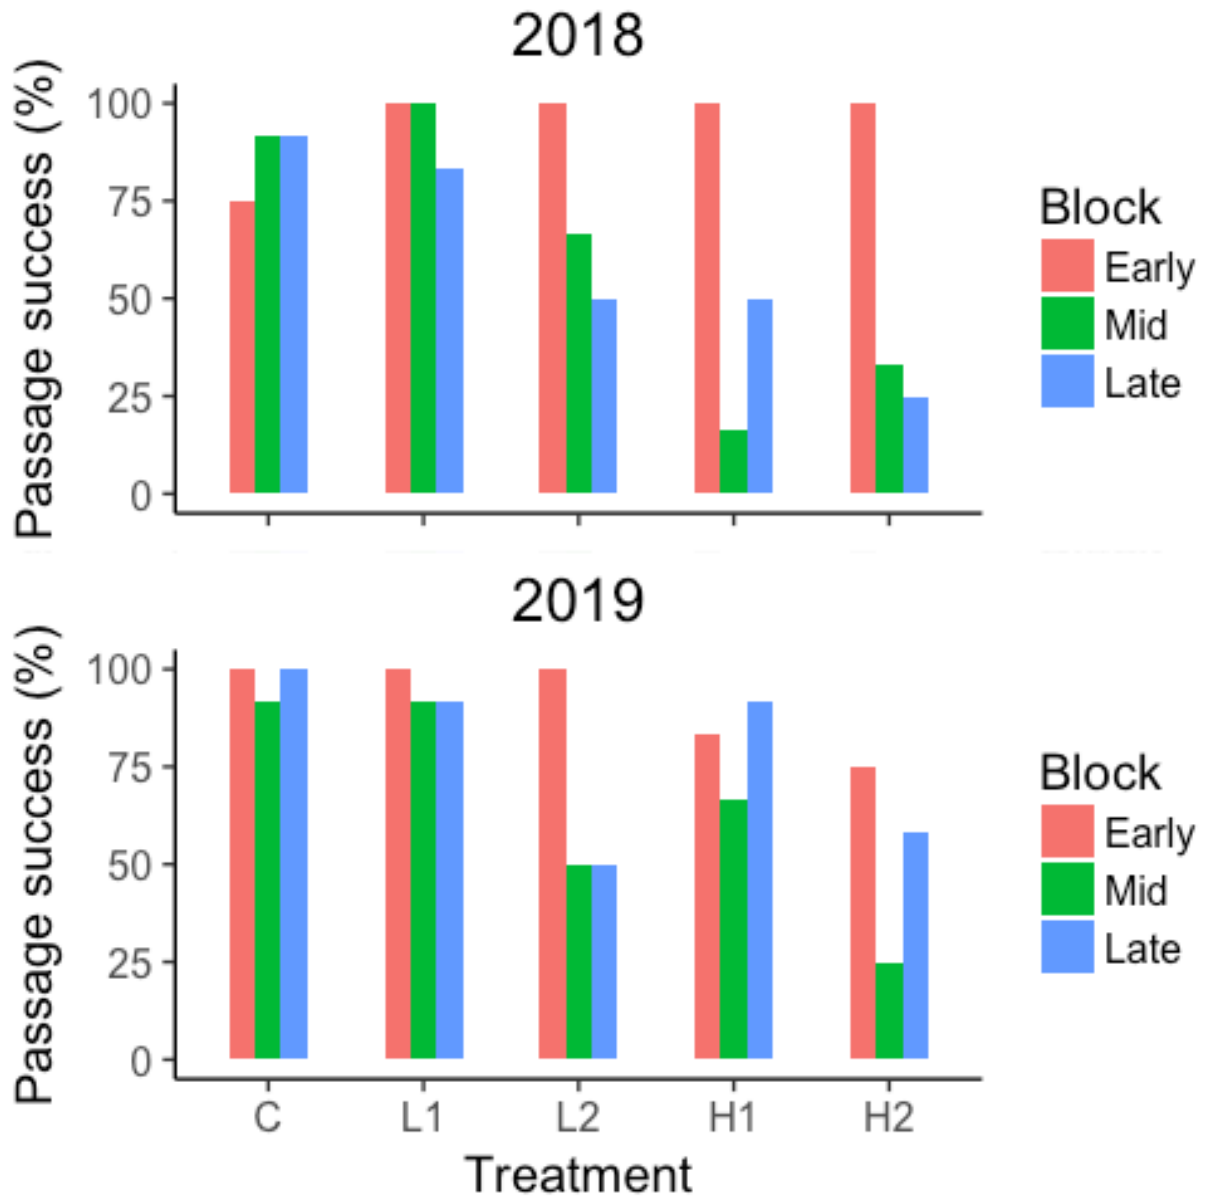 2018
Passage success (%)
100
75
50
25
0
Block
Early
Mid
Late
2019
Passage success (%)
100
75
50
25
0
C L1 L2 H1 H2
Treatment
Block
Early
Mid
Late